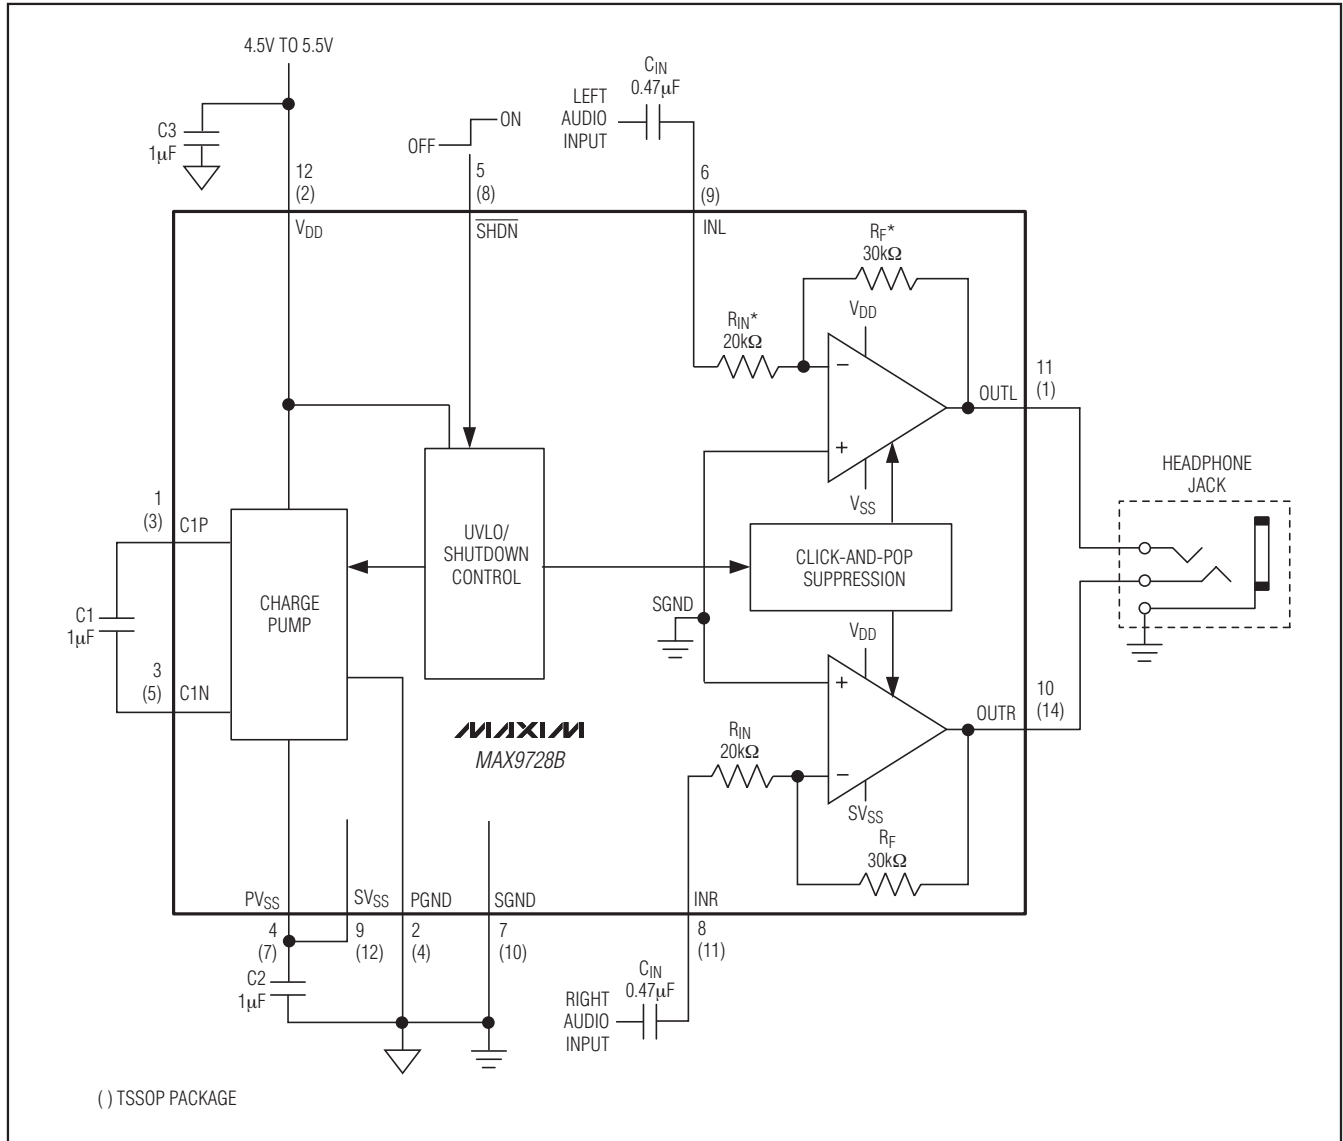 4.5V TO 5.5V
C3
1µF
12
(2)
OFF
ON
5
(8)
LEFT
AUDIO
INPUT
CIN
0.47µF
6
(9)
VDD
SHDN
INL
RF*
30kΩ
RIN*
20kΩ
VDD
−
+
VSS
OUTL
11
(1)
HEADPHONE
JACK
1
(3)
C1P
C1
1µF
3
(5)
C1N
CHARGE
PUMP
UVLO/
SHUTDOWN
CONTROL
CLICK-AND-POP
SUPPRESSION
SGND
VDD
+
−
SVSS
OUTR
10
(14)
RIN
20kΩ
RF
30kΩ
MAXIM
MAX9728B
PVSS
SVSS
PGND
SGND
INR
4
(7)
9
(12)
2
(4)
7
(10)
8
(11)
C2
1µF
RIGHT
AUDIO
INPUT
CIN
0.47µF
( ) TSSOP PACKAGE